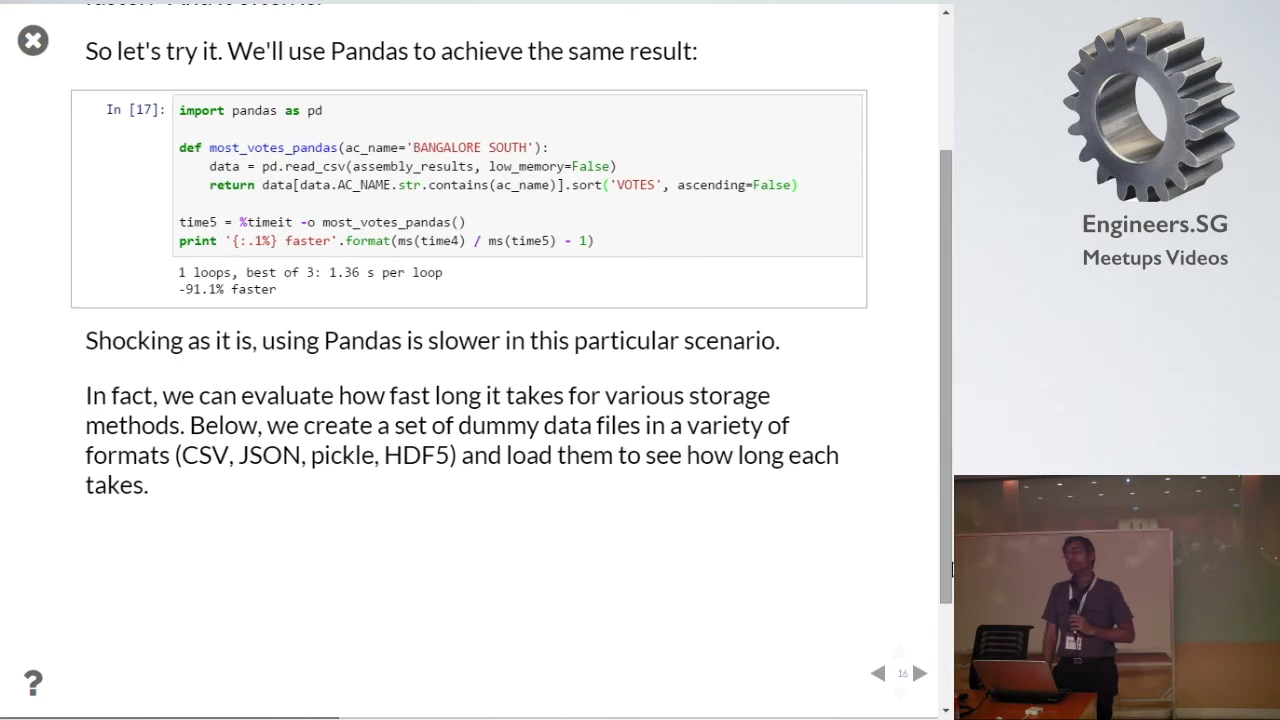 So let's try it. We'll use Pandas to achieve the same result:
In [17]:
import pandas as pd
def most_votes_pandas(ac_name='BANGALORE SOUTH'):
data = pd.read_csv(assembly_results, low_memory=False)
return data[data.AC_NAME.str.contains(ac_name)].sort('VOTES', ascending=False)
time5 = %timeit -o most_votes_pandas()
print '{:.1%} faster'.format(ms(time4) / ms(time5) - 1)
1 loops, best of 3: 1.36 s per loop
-91.1% faster
Shocking as it is, using Pandas is slower in this particular scenario.
In fact, we can evaluate how fast long it takes for various storage
methods. Below, we create a set of dummy data files in a variety of
formats (CSV, JSON, pickle, HDF5) and load them to see how long each
takes.
16
?
Engineers.SG
Meetups Videos